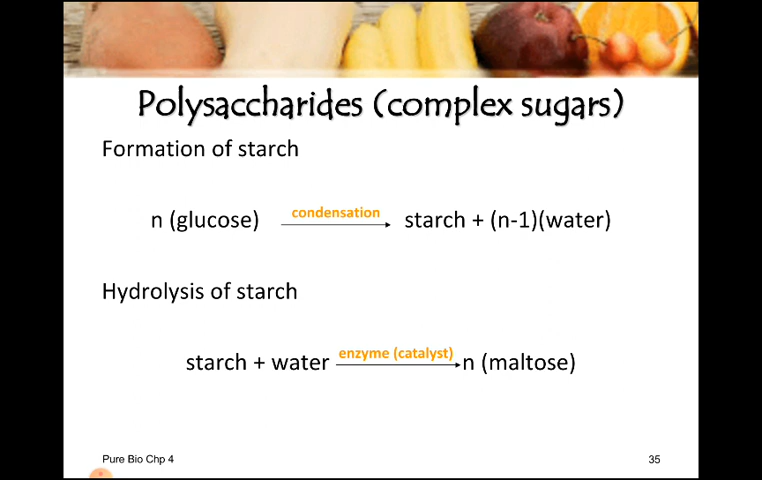 Polysaccharides (complex sugars)
Formation of starch
condensation
n (glucose) starch + (n-1)(water)
Hydrolysis of starch
enzyme (catalyst)
starch + water n (maltose)
Pure Bio Chp 4 35